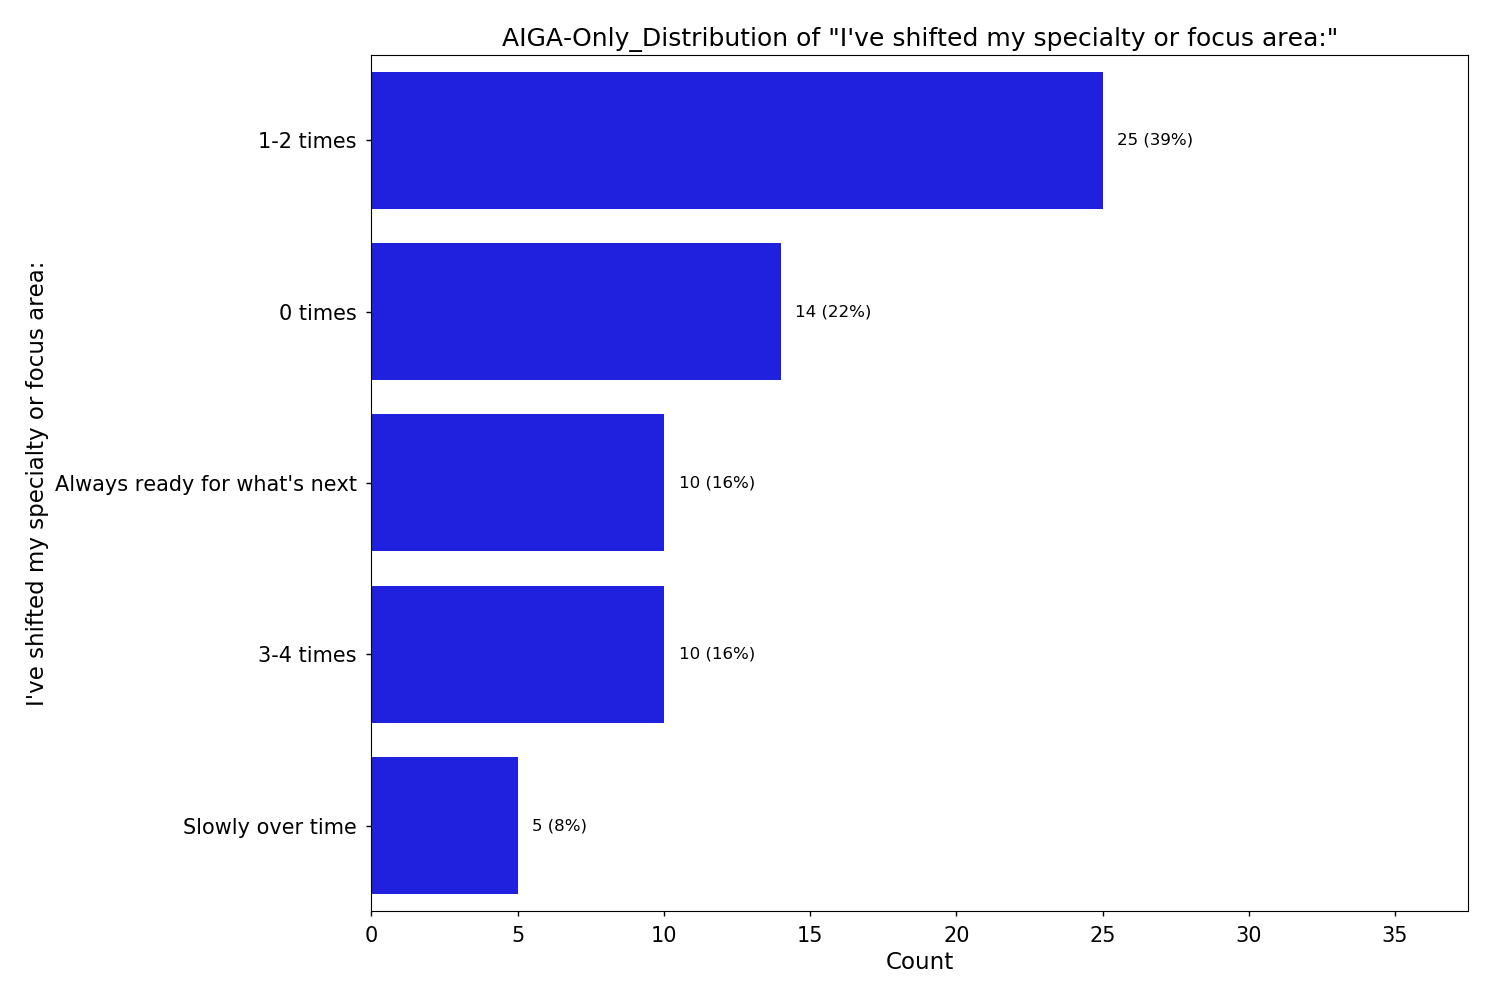 AIGA-Only_Distribution of "I've shifted my specialty or focus area:"
I've shifted my specialty or focus area:
1-2 times
25 (39%)
0 times
14 (22%)
Always ready for what's next
10 (16%)
3-4 times
10 (16%)
Slowly over time
5 (8%)
0 5 10 15 20 25 30 35
Count